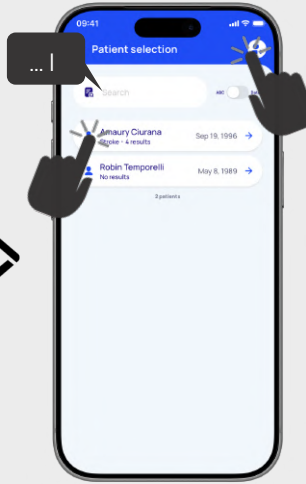 09:41
Patient selection
... |
Search
ABC
Amaury Ciurana
Stroke - 4 results
Sep 19, 1996
Robin Temporelli
No results
May 8, 1989
2 patients